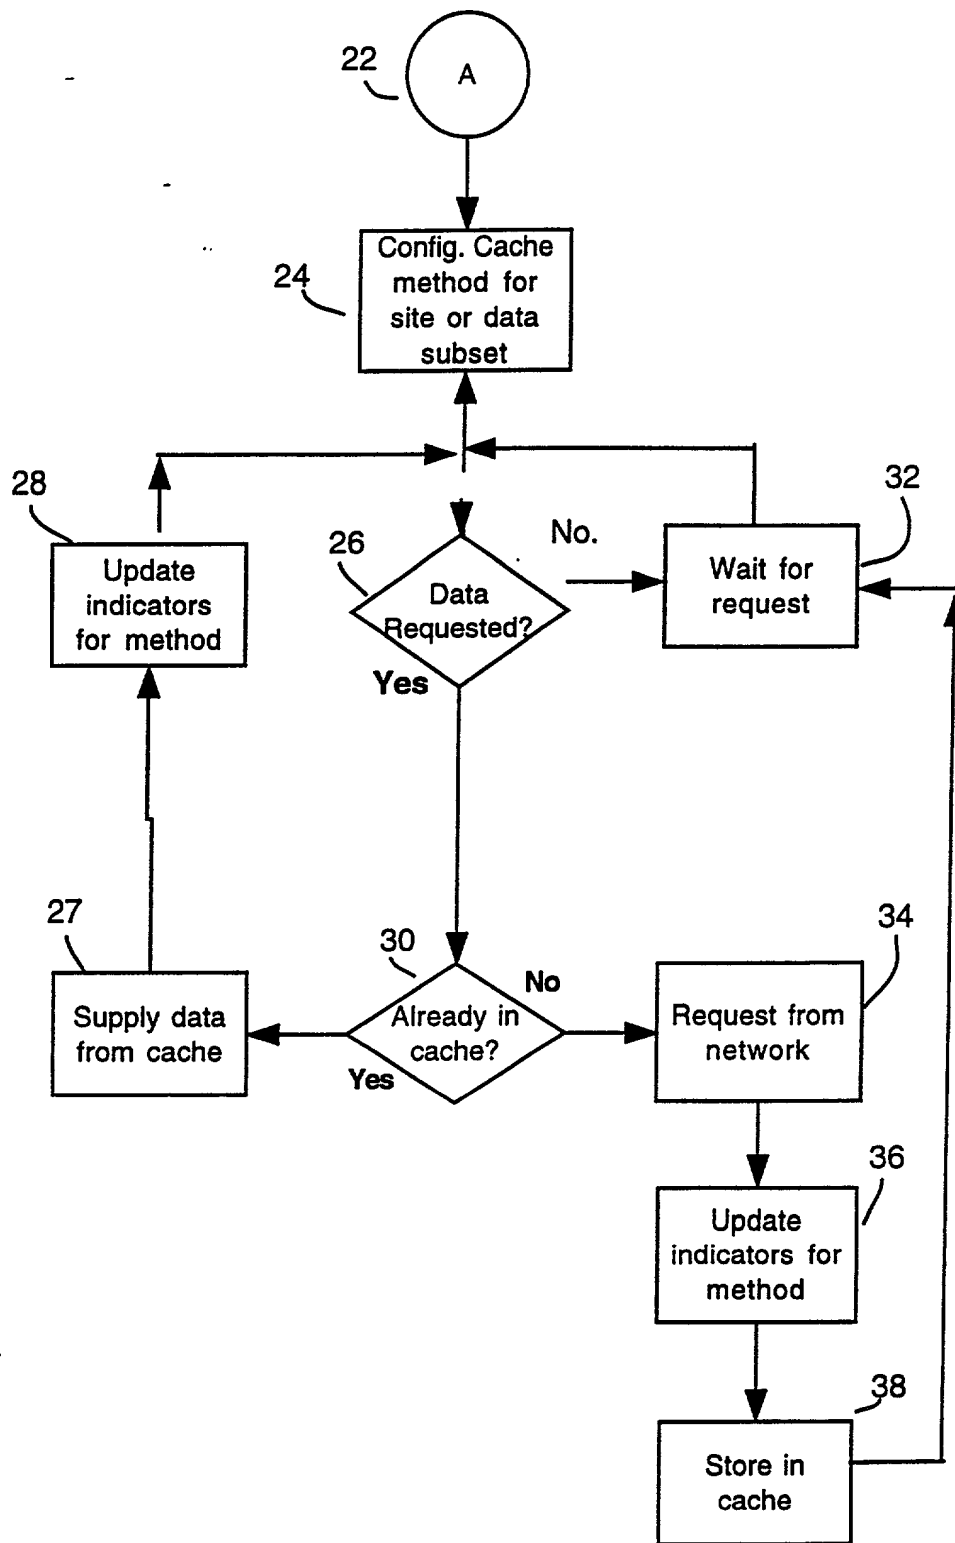 22
A
24
Config. Cache
method for
site or data
subset
28
Update
indicators
for method
26
Data
Requested?
No.
Yes
32
Wait for
request
27
Supply data
from cache
30
Already in
cache?
No
Yes
34
Request from
network
36
Update
indicators for
method
38
Store in
cache